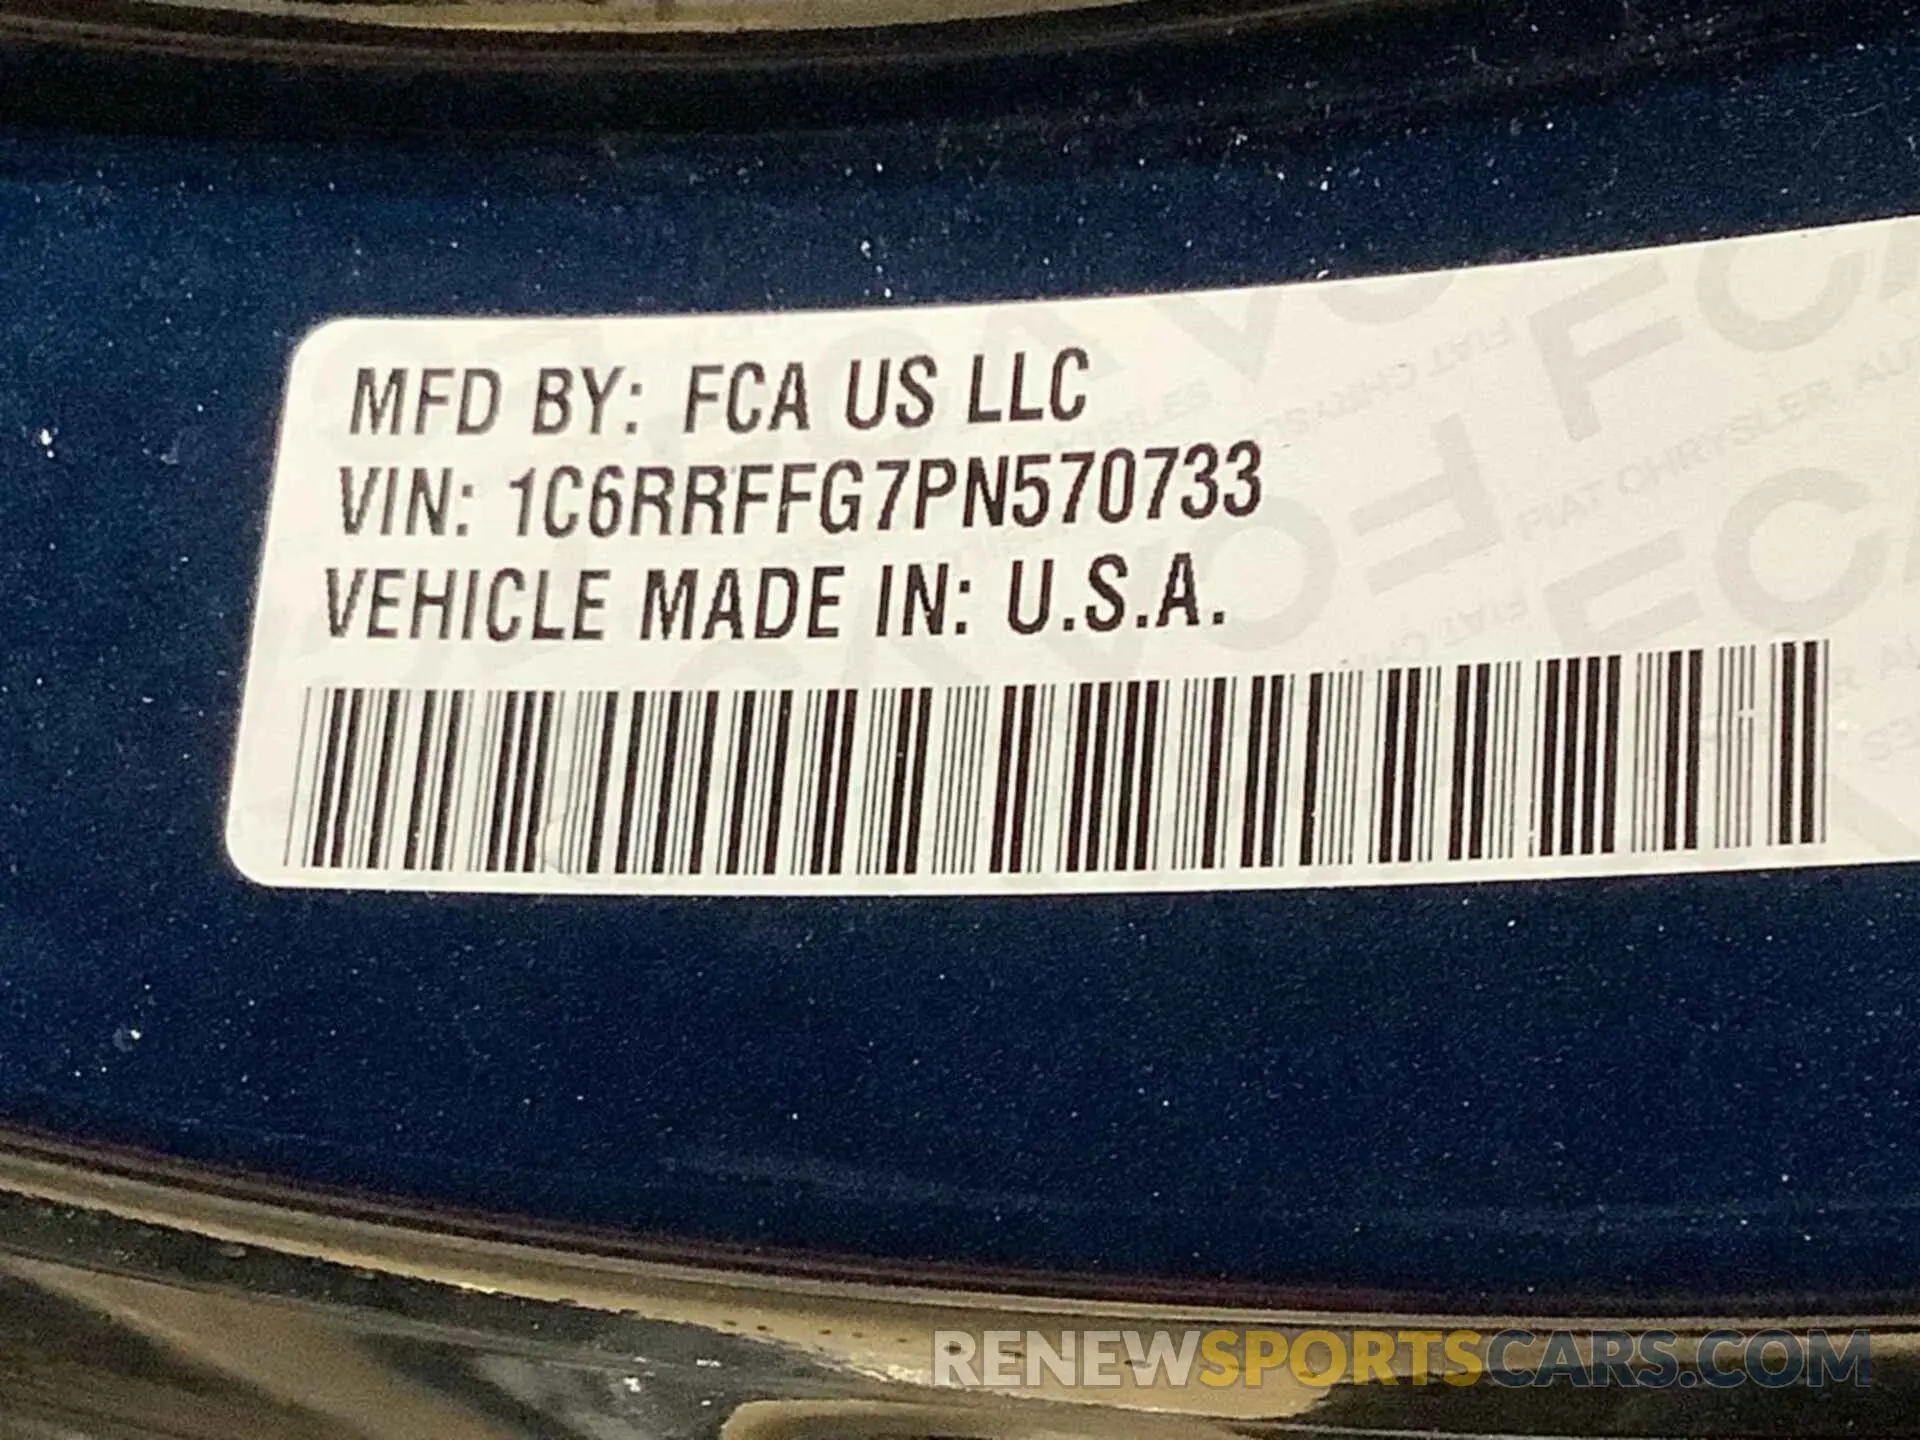 MFD BY: FCA US LLC
VIN: 1C6RRFFG7PN570733
VEHICLE MADE IN: U.S.A.
RENEWSPORTSCARS.COM